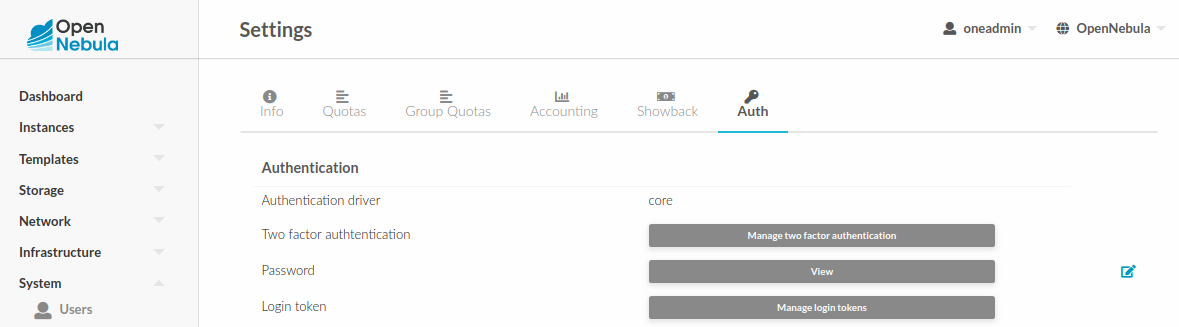 Open
Nebula
Settings
oneadmin
OpenNebula
Dashboard
Instances
Templates
Storage
Network
Infrastructure
System
Users
Info
Quotas
Group Quotas
Accounting
Showback
Auth
Authentication
Authentication driver
core
Two factor authtentication
Manage two factor authentication
Password
View
Login token
Manage login tokens